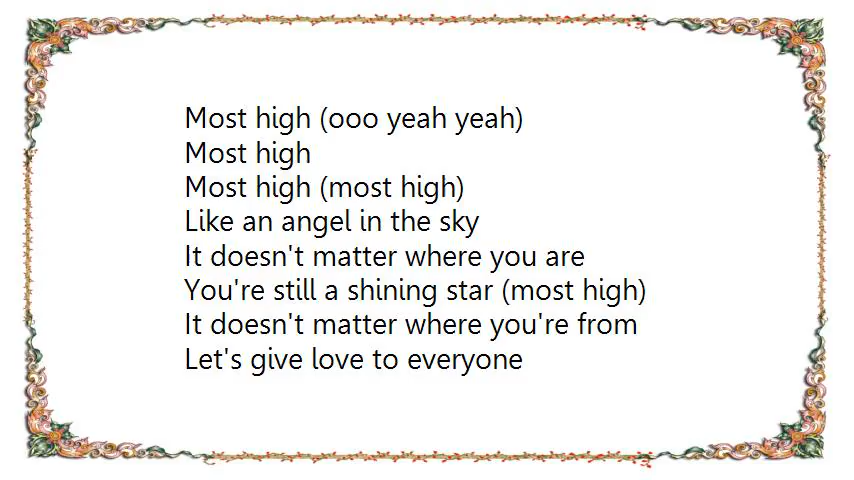 Most high (ooo yeah yeah)
Most high
Most high (most high)
Like an angel in the sky
It doesn't matter where you are
You're still a shining star (most high)
It doesn't matter where you're from
Let's give love to everyone